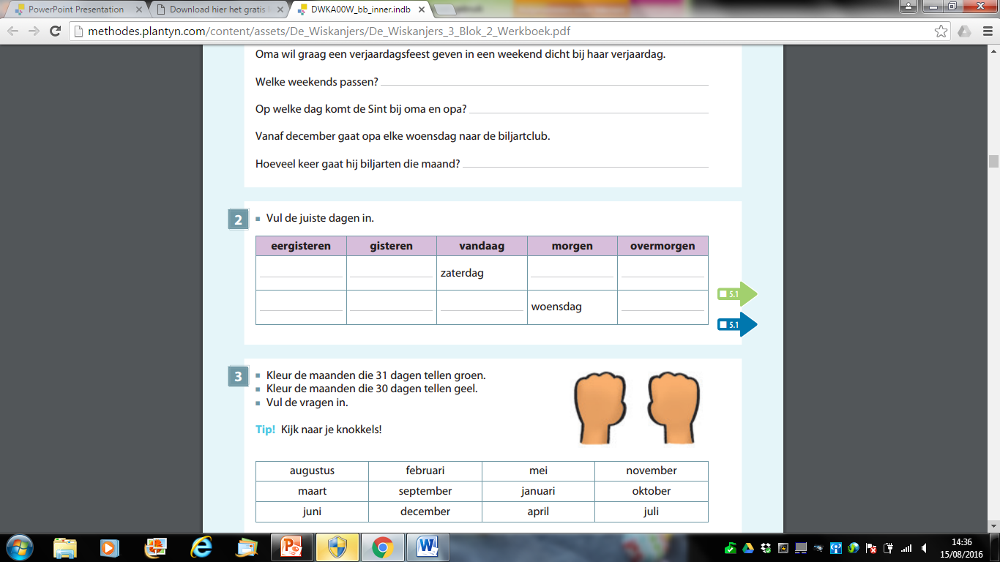 PowerPoint Presentation
Download hier het gratis
DWKA00W_bb_inner.indb
methodes.plantyn.com/content/assets/De_Wiskanjers/De_Wiskanjers_3_Blok_2_Werkboek.pdf
Oma wil graag een verjaardagsfeest geven in een weekend dicht bij haar verjaardag.
Welke weekends passen?
Op welke dag komt de Sint bij oma en opa?
Vanaf december gaat opa elke woensdag naar de biljartclub.
Hoeveel keer gaat hij biljarten die maand?
2 ▪ Vul de juiste dagen in.
eergisteren gisteren vandaag morgen overmorgen
zaterdag
5.1
woensdag
5.1
3 ▪ Kleur de maanden die 31 dagen tellen groen.
▪ Kleur de maanden die 30 dagen tellen geel.
▪ Vul de vragen in.
Tip! Kijk naar je knokkels!
augustus februari mei november
maart september januari oktober
juni december april juli
14:36
15/08/2016